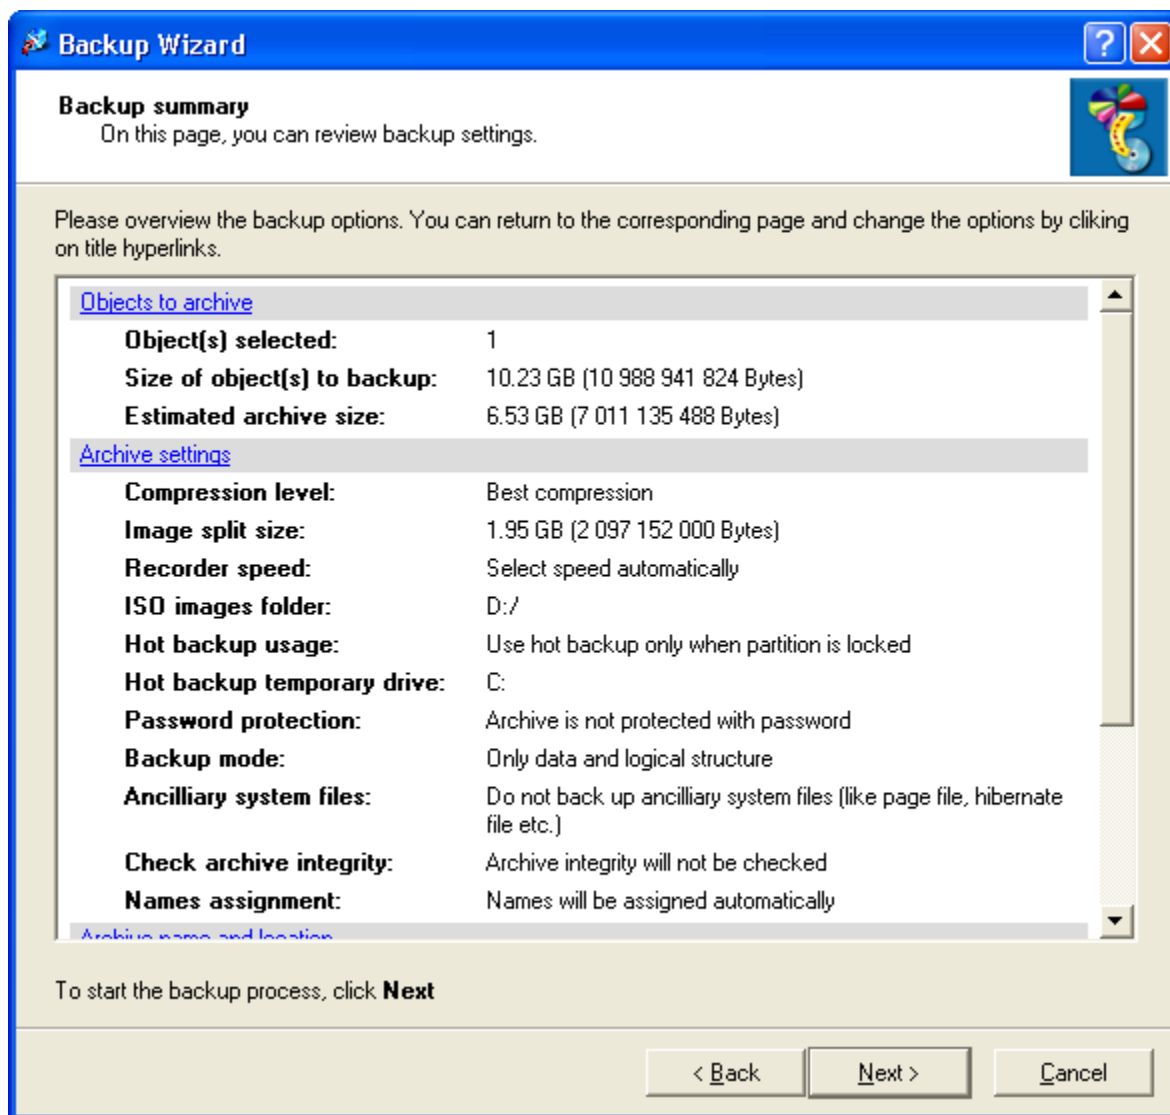 Backup Wizard
Backup summary
On this page, you can review backup settings.
Please overview the backup options. You can return to the corresponding page and change the options by cliking
on title hyperlinks.
Objects to archive
Object(s) selected: 1
Size of object(s) to backup: 10.23 GB (10 988 941 824 Bytes)
Estimated archive size: 6.53 GB (7 011 135 488 Bytes)
Archive settings
Compression level: Best compression
Image split size: 1.95 GB (2 097 152 000 Bytes)
Recorder speed: Select speed automatically
ISO images folder: D:/
Hot backup usage: Use hot backup only when partition is locked
Hot backup temporary drive: C:
Password protection: Archive is not protected with password
Backup mode: Only data and logical structure
Ancilliary system files: Do not back up ancilliary system files (like page file, hibernate
file etc.)
Check archive integrity: Archive integrity will not be checked
Names assignment: Names will be assigned automatically
Archive name and location
To start the backup process, click Next
< Back Next > Cancel